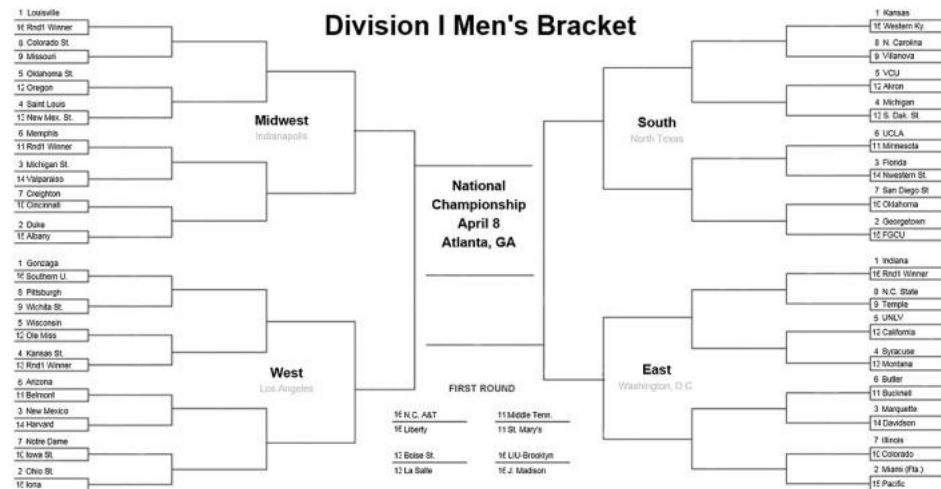 Division I Men's Bracket
1 Louisville
16 Rnd1 Winner
8 Colorado St.
9 Missouri
5 Oklahoma St.
12 Oregon
4 Saint Louis
13 New Mex. St.
6 Memphis
11 Rnd1 Winner
3 Michigan St.
14 Valparaiso
7 Creighton
10 Cincinnati
2 Duke
15 Albany
Midwest
Indianapolis
1 Gonzaga
16 Southern U.
8 Pittsburgh
9 Wichita St.
5 Wisconsin
12 Ole Miss
4 Kansas St.
13 Rnd1 Winner
6 Arizona
11 Belmont
3 New Mexico
14 Harvard
7 Notre Dame
10 Iowa St.
2 Ohio St.
15 Iona
West
Los Angeles
National
Championship
April 8
Atlanta, GA
FIRST ROUND
16 N.C. A&T
16 Liberty
11 Middle Tenn.
11 St. Mary's
13 Boise St.
13 La Salle
16 LIU-Brooklyn
16 J. Madison
South
North Texas
1 Kansas
16 Western Ky.
8 N. Carolina
9 Villanova
5 VCU
12 Akron
4 Michigan
13 S. Dak. St.
6 UCLA
11 Minnesota
3 Florida
14 Nwestern St.
7 San Diego St
10 Oklahoma
2 Georgetown
15 FGCU
East
Washington, D.C.
1 Indiana
16 Rnd1 Winner
8 N.C. State
9 Temple
5 UNLV
12 California
4 Syracuse
13 Montana
6 Butler
11 Bucknell
3 Marquette
14 Davidson
7 Illinois
10 Colorado
2 Miami (Fla.)
15 Pacific